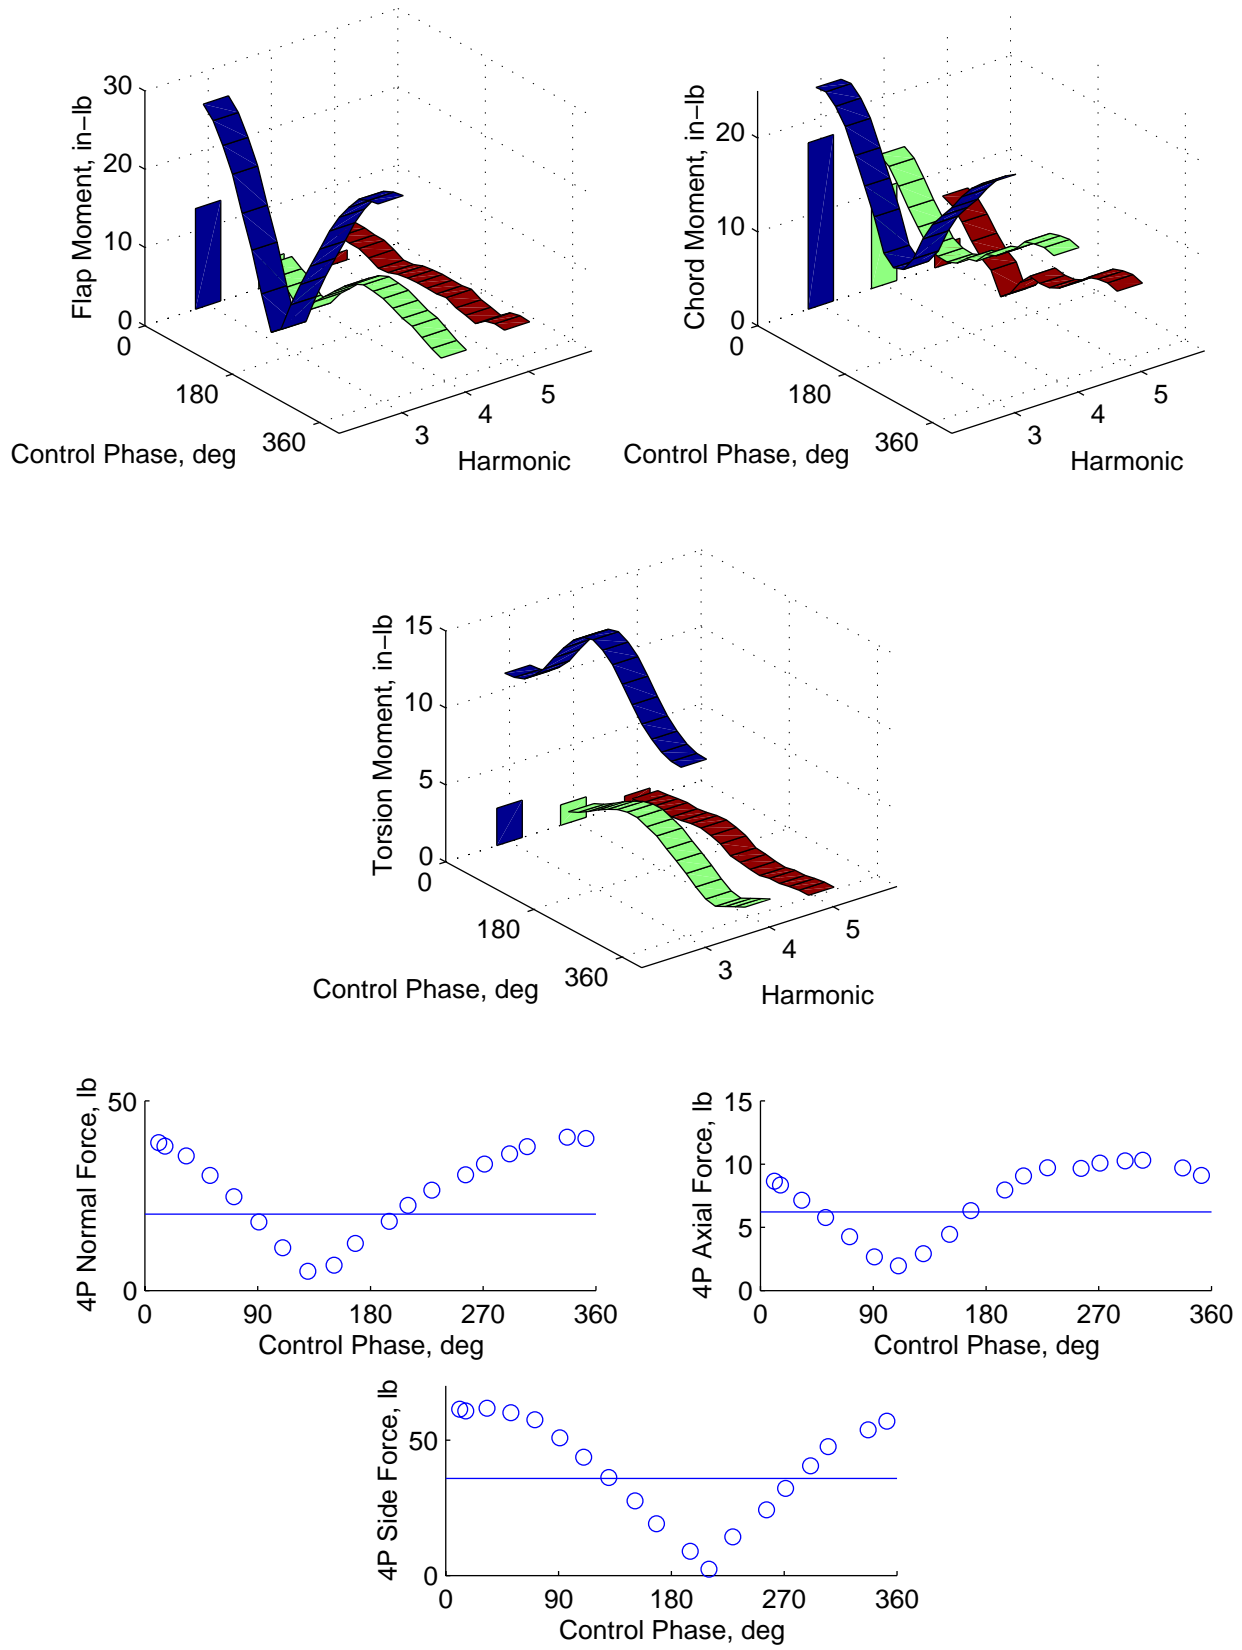 Flap Moment, in−lb
30
20
10
0
0
180
360
Control Phase, deg
3
4
5
Harmonic
Chord Moment, in−lb
20
10
0
0
180
360
Control Phase, deg
3
4
5
Harmonic
Torsion Moment, in−lb
15
10
5
0
0
180
360
Control Phase, deg
3
4
5
Harmonic
4P Normal Force, lb
50
0
0 90 180 270 360
Control Phase, deg
4P Axial Force, lb
15
10
5
0
0 90 180 270 360
Control Phase, deg
4P Side Force, lb
50
0
0 90 180 270 360
Control Phase, deg